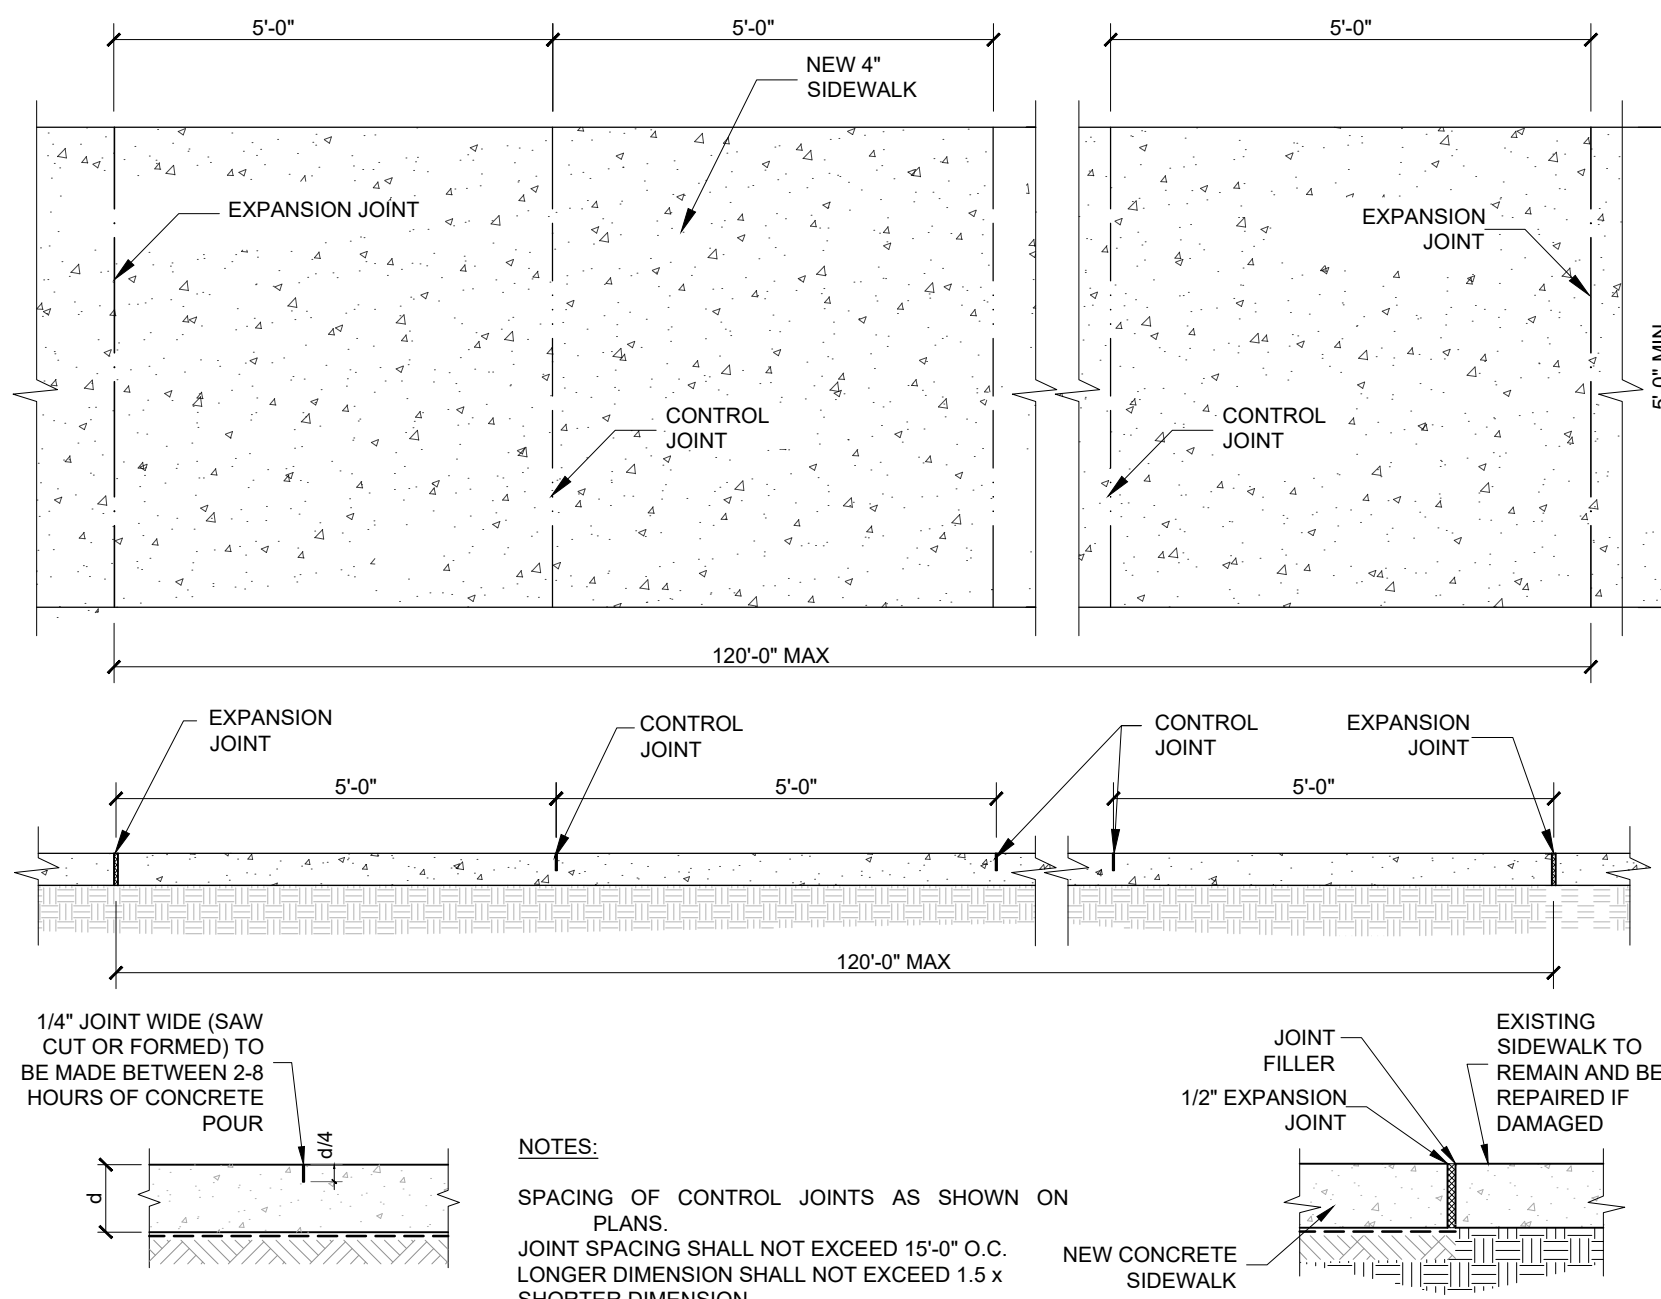 5'-0"
5'-0"
5'-0"
NEW 4"
SIDEWALK
EXPANSION JOINT
EXPANSION
JOINT
5'-0" MIN
CONTROL
JOINT
CONTROL
JOINT
120'-0" MAX
EXPANSION
JOINT
CONTROL
JOINT
CONTROL
JOINT
EXPANSION
JOINT
5'-0"
5'-0"
5'-0"
120'-0" MAX
1/4" JOINT WIDE (SAW
CUT OR FORMED) TO
BE MADE BETWEEN 2-8
HOURS OF CONCRETE
POUR
d/4
d
NOTES:
SPACING OF CONTROL JOINTS AS SHOWN ON
PLANS.
JOINT SPACING SHALL NOT EXCEED 15'-0" O.C.
LONGER DIMENSION SHALL NOT EXCEED 1.5 x
SHORTER DIMENSION
JOINT
FILLER
1/2" EXPANSION
JOINT
EXISTING
SIDEWALK TO
REMAIN AND BE
REPAIRED IF
DAMAGED
NEW CONCRETE
SIDEWALK